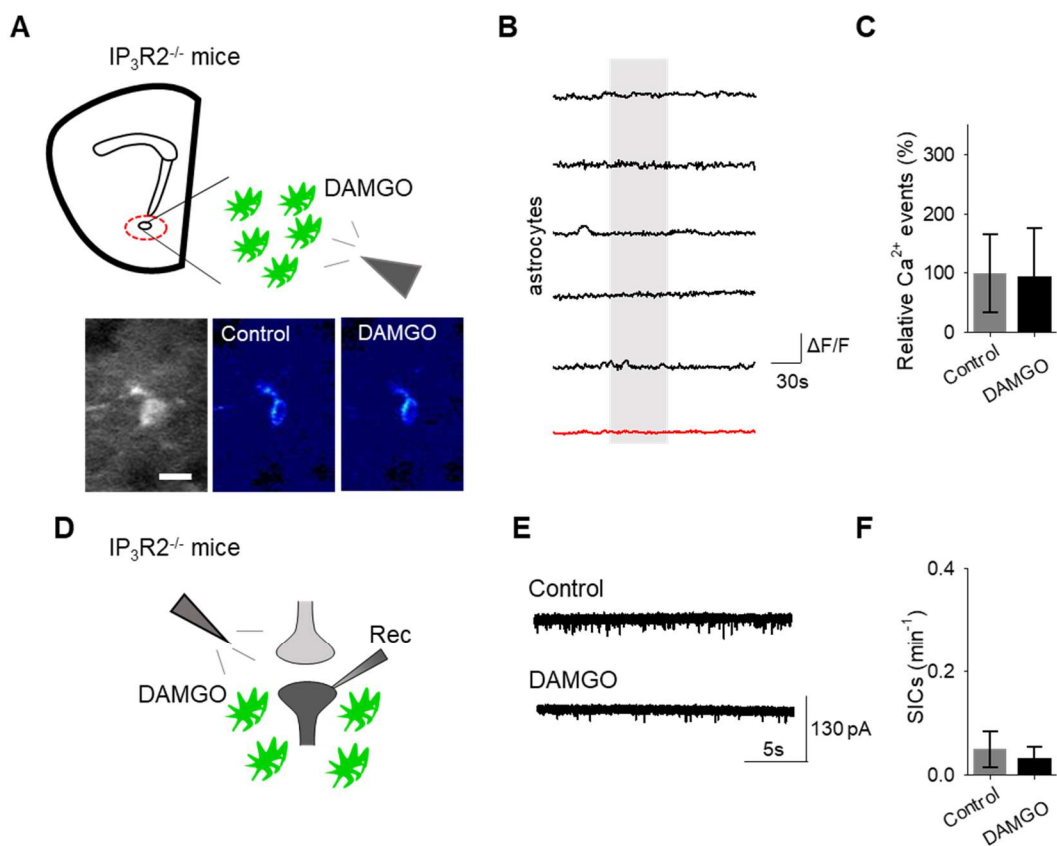 A
IP₃R2⁻/⁻ mice
DAMGO
Control
DAMGO
B
astrocytes
ΔF/F
30s
C
Relative Ca²⁺ events (%)
300
200
100
0
Control
DAMGO
D
IP₃R2⁻/⁻ mice
Rec
DAMGO
E
Control
DAMGO
130 pA
5s
F
SICs (min⁻¹)
0.4
0.2
0.0
Control
DAMGO